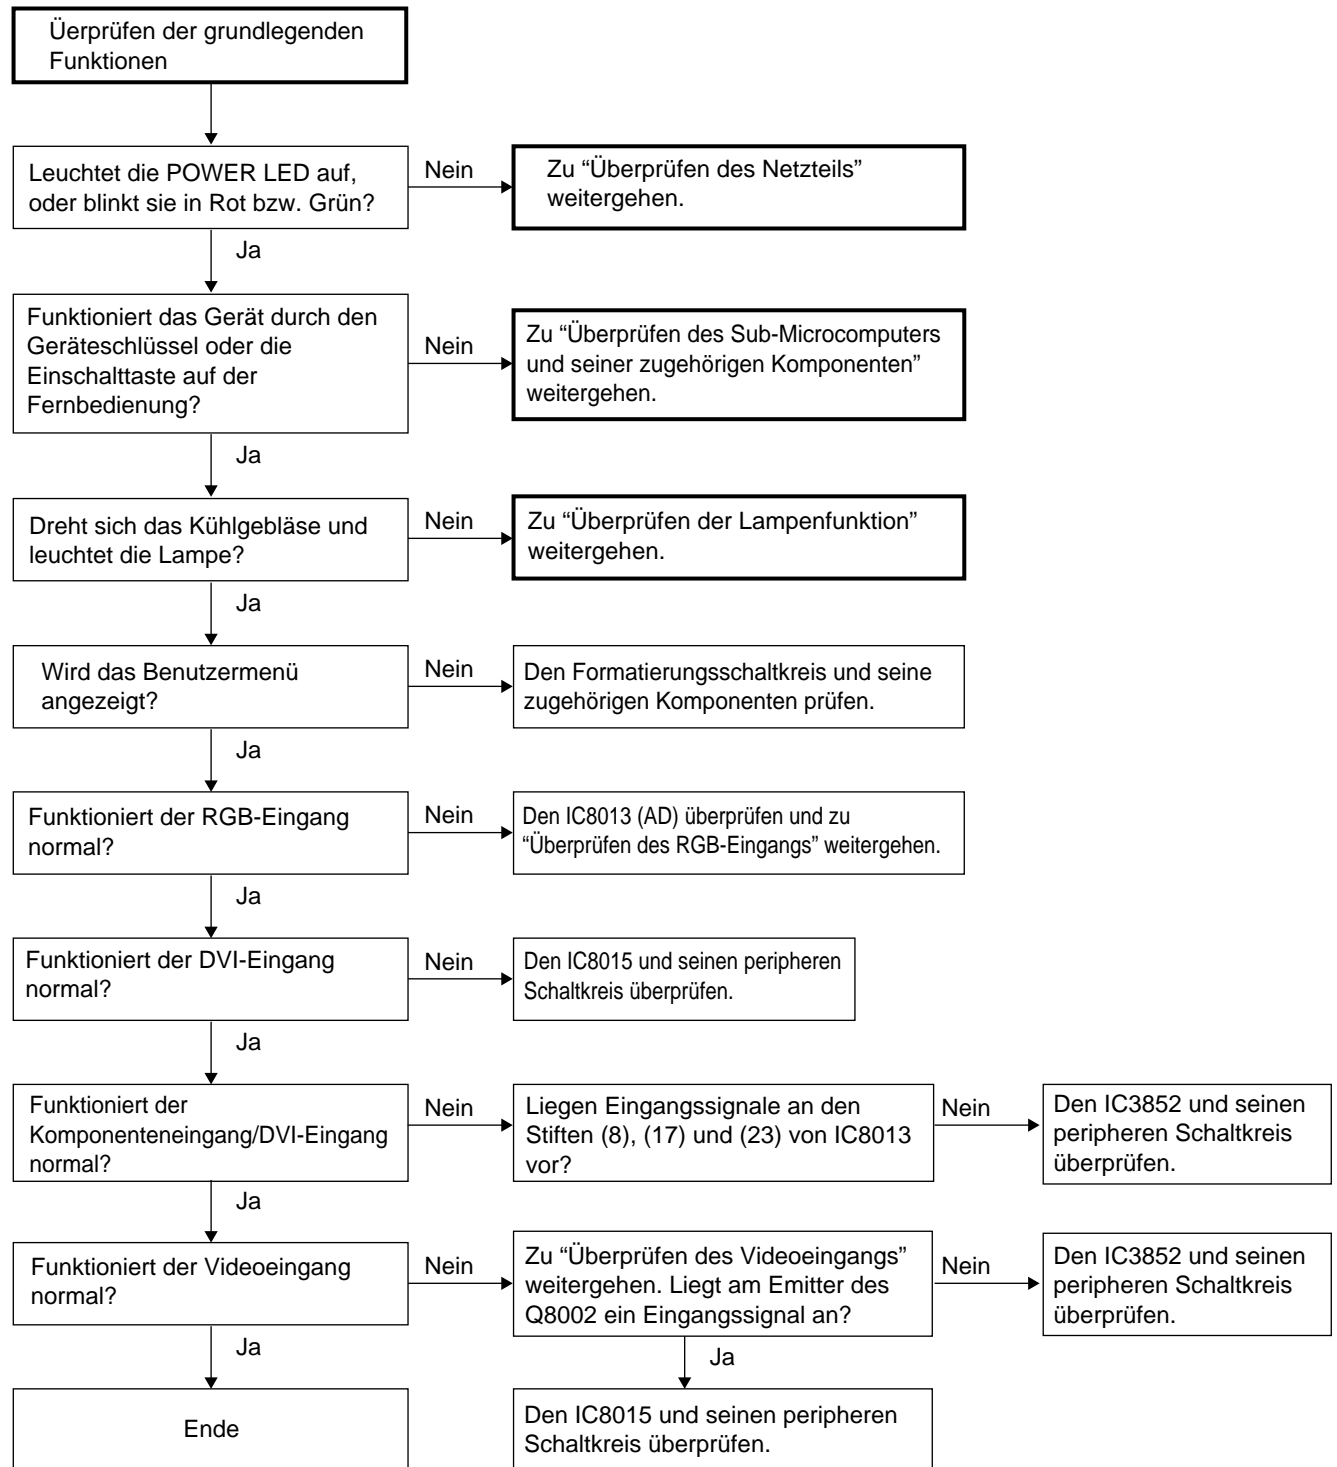 Üerprüfen der grundlegenden
Funktionen
Leuchtet die POWER LED auf,
oder blinkt sie in Rot bzw. Grün?
Nein
Zu “Überprüfen des Netzteils”
weitergehen.
Ja
Funktioniert das Gerät durch den
Geräteschlüssel oder die
Einschalttaste auf der
Fernbedienung?
Nein
Zu “Überprüfen des Sub-Microcomputers
und seiner zugehörigen Komponenten”
weitergehen.
Ja
Dreht sich das Kühlgebläse und
leuchtet die Lampe?
Nein
Zu “Überprüfen der Lampenfunktion”
weitergehen.
Ja
Wird das Benutzermenü
angezeigt?
Nein
Den Formatierungsschaltkreis und seine
zugehörigen Komponenten prüfen.
Ja
Funktioniert der RGB-Eingang
normal?
Nein
Den IC8013 (AD) überprüfen und zu
“Überprüfen des RGB-Eingangs” weitergehen.
Ja
Funktioniert der DVI-Eingang
normal?
Nein
Den IC8015 und seinen peripheren
Schaltkreis überprüfen.
Ja
Funktioniert der
Komponenteneingang/DVI-Eingang
normal?
Nein
Liegen Eingangssignale an den
Stiften (8), (17) und (23) von IC8013
vor?
Nein
Den IC3852 und seinen
peripheren Schaltkreis
überprüfen.
Ja
Funktioniert der Videoeingang
normal?
Nein
Zu “Überprüfen des Videoeingangs”
weitergehen. Liegt am Emitter des
Q8002 ein Eingangssignal an?
Nein
Den IC3852 und seinen
peripheren Schaltkreis
überprüfen.
Ja
Ja
Ende
Den IC8015 und seinen peripheren
Schaltkreis überprüfen.